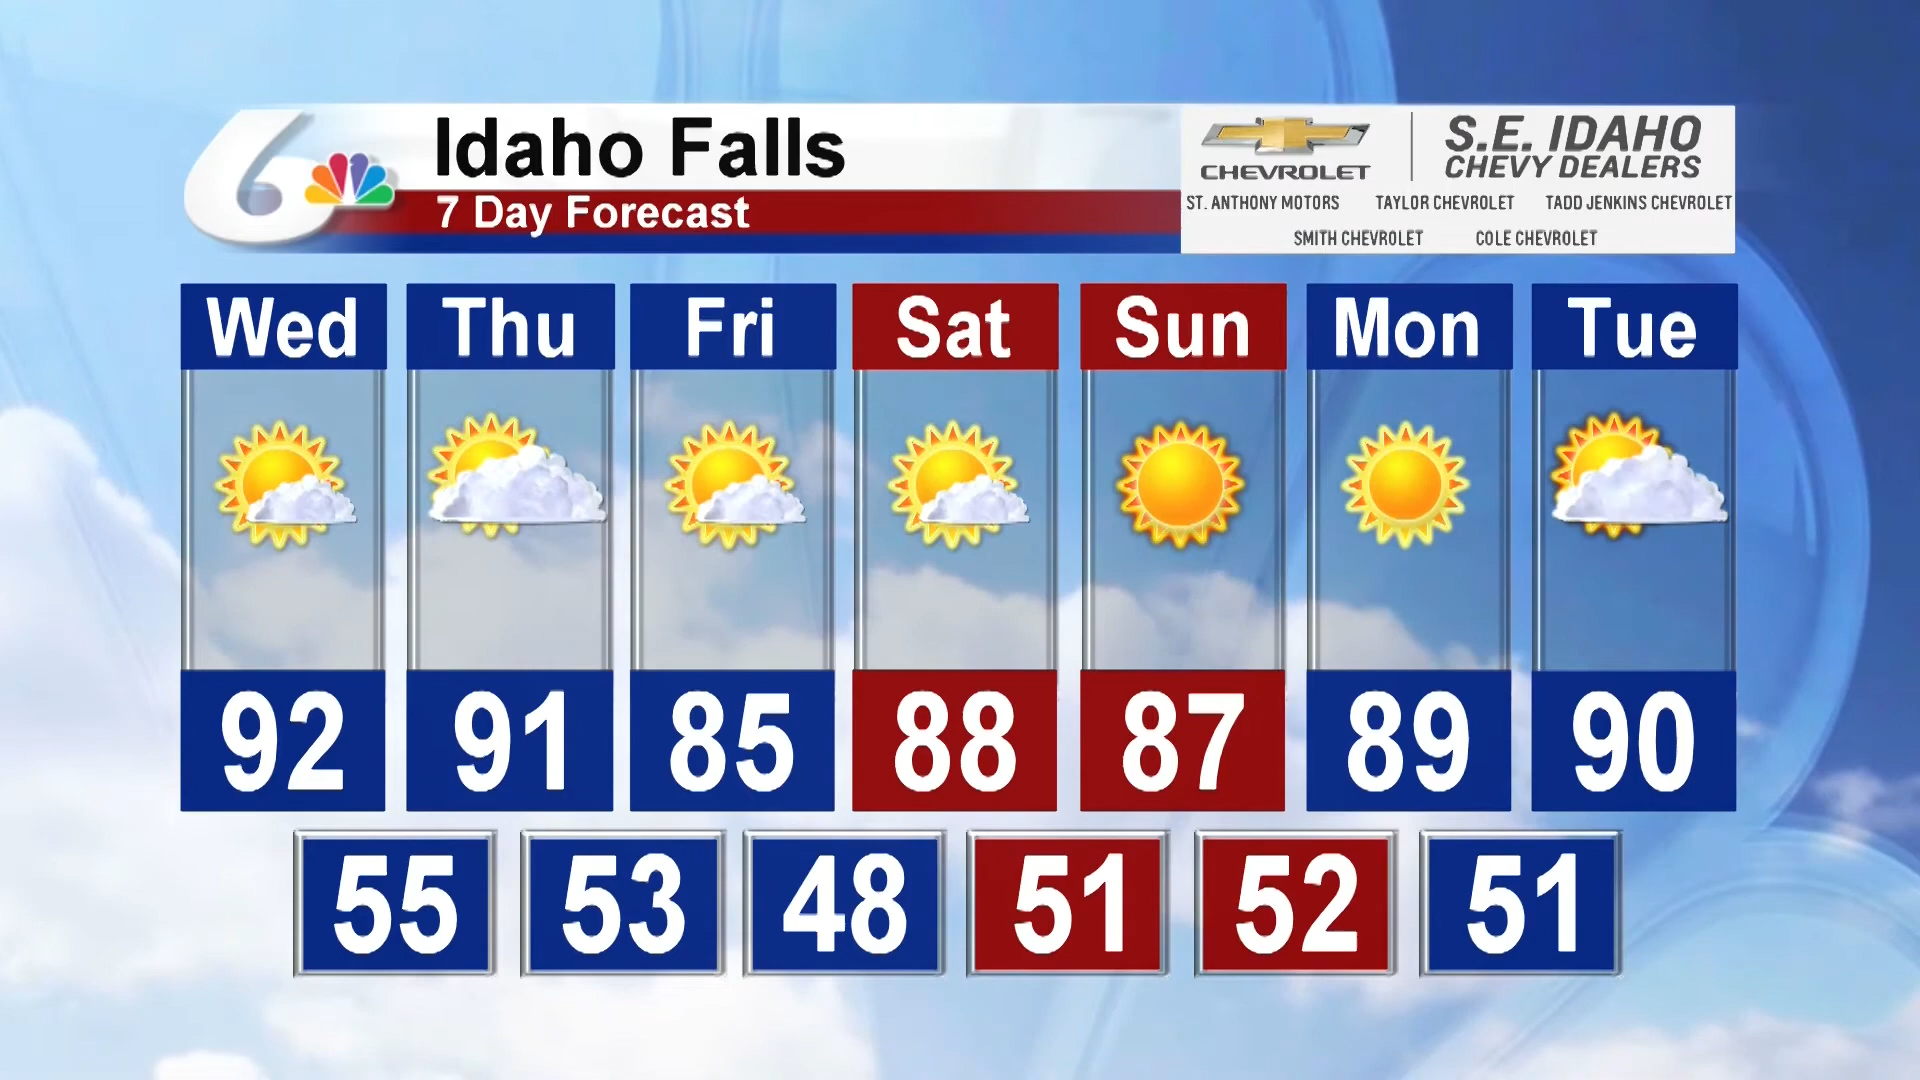 6
Idaho Falls
7 Day Forecast
CHEVROLET
S.E. IDAHO
CHEVY DEALERS
ST. ANTHONY MOTORS TAYLOR CHEVROLET TADD JENKINS CHEVROLET
SMITH CHEVROLET COLE CHEVROLET
Wed Thu Fri Sat Sun Mon Tue
92 91 85 88 87 89 90
55 53 48 51 52 51